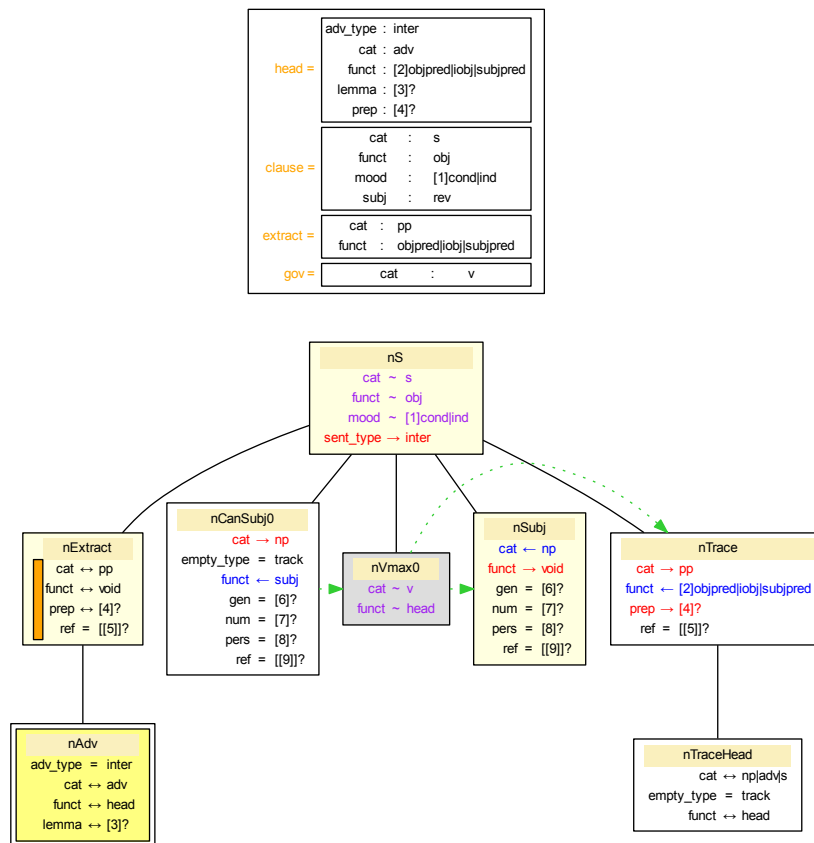 head =
adv_type : inter
cat : adv
funct : [2]objpred|iobj|subjpred
lemma : [3]?
prep : [4]?
clause =
cat : s
funct : obj
mood : [1]cond|ind
subj : rev
extract =
cat : pp
funct : objpred|iobj|subjpred
gov =
cat : v
nS
cat ~ s
funct ~ obj
mood ~ [1]cond|ind
sent_type → inter
nExtract
cat ↔ pp
funct ↔ void
prep ↔ [4]?
ref = [[5]]?
nCanSubj0
cat → np
empty_type = track
funct ← subj
gen = [6]?
num = [7]?
pers = [8]?
ref = [[9]]?
nVmax0
cat ~ v
funct ~ head
nSubj
cat ← np
funct → void
gen = [6]?
num = [7]?
pers = [8]?
ref = [[9]]?
nTrace
cat → pp
funct ← [2]objpred|iobj|subjpred
prep → [4]?
ref = [[5]]?
nAdv
adv_type = inter
cat ↔ adv
funct ↔ head
lemma ↔ [3]?
nTraceHead
cat ↔ np|adv|s
empty_type = track
funct ↔ head